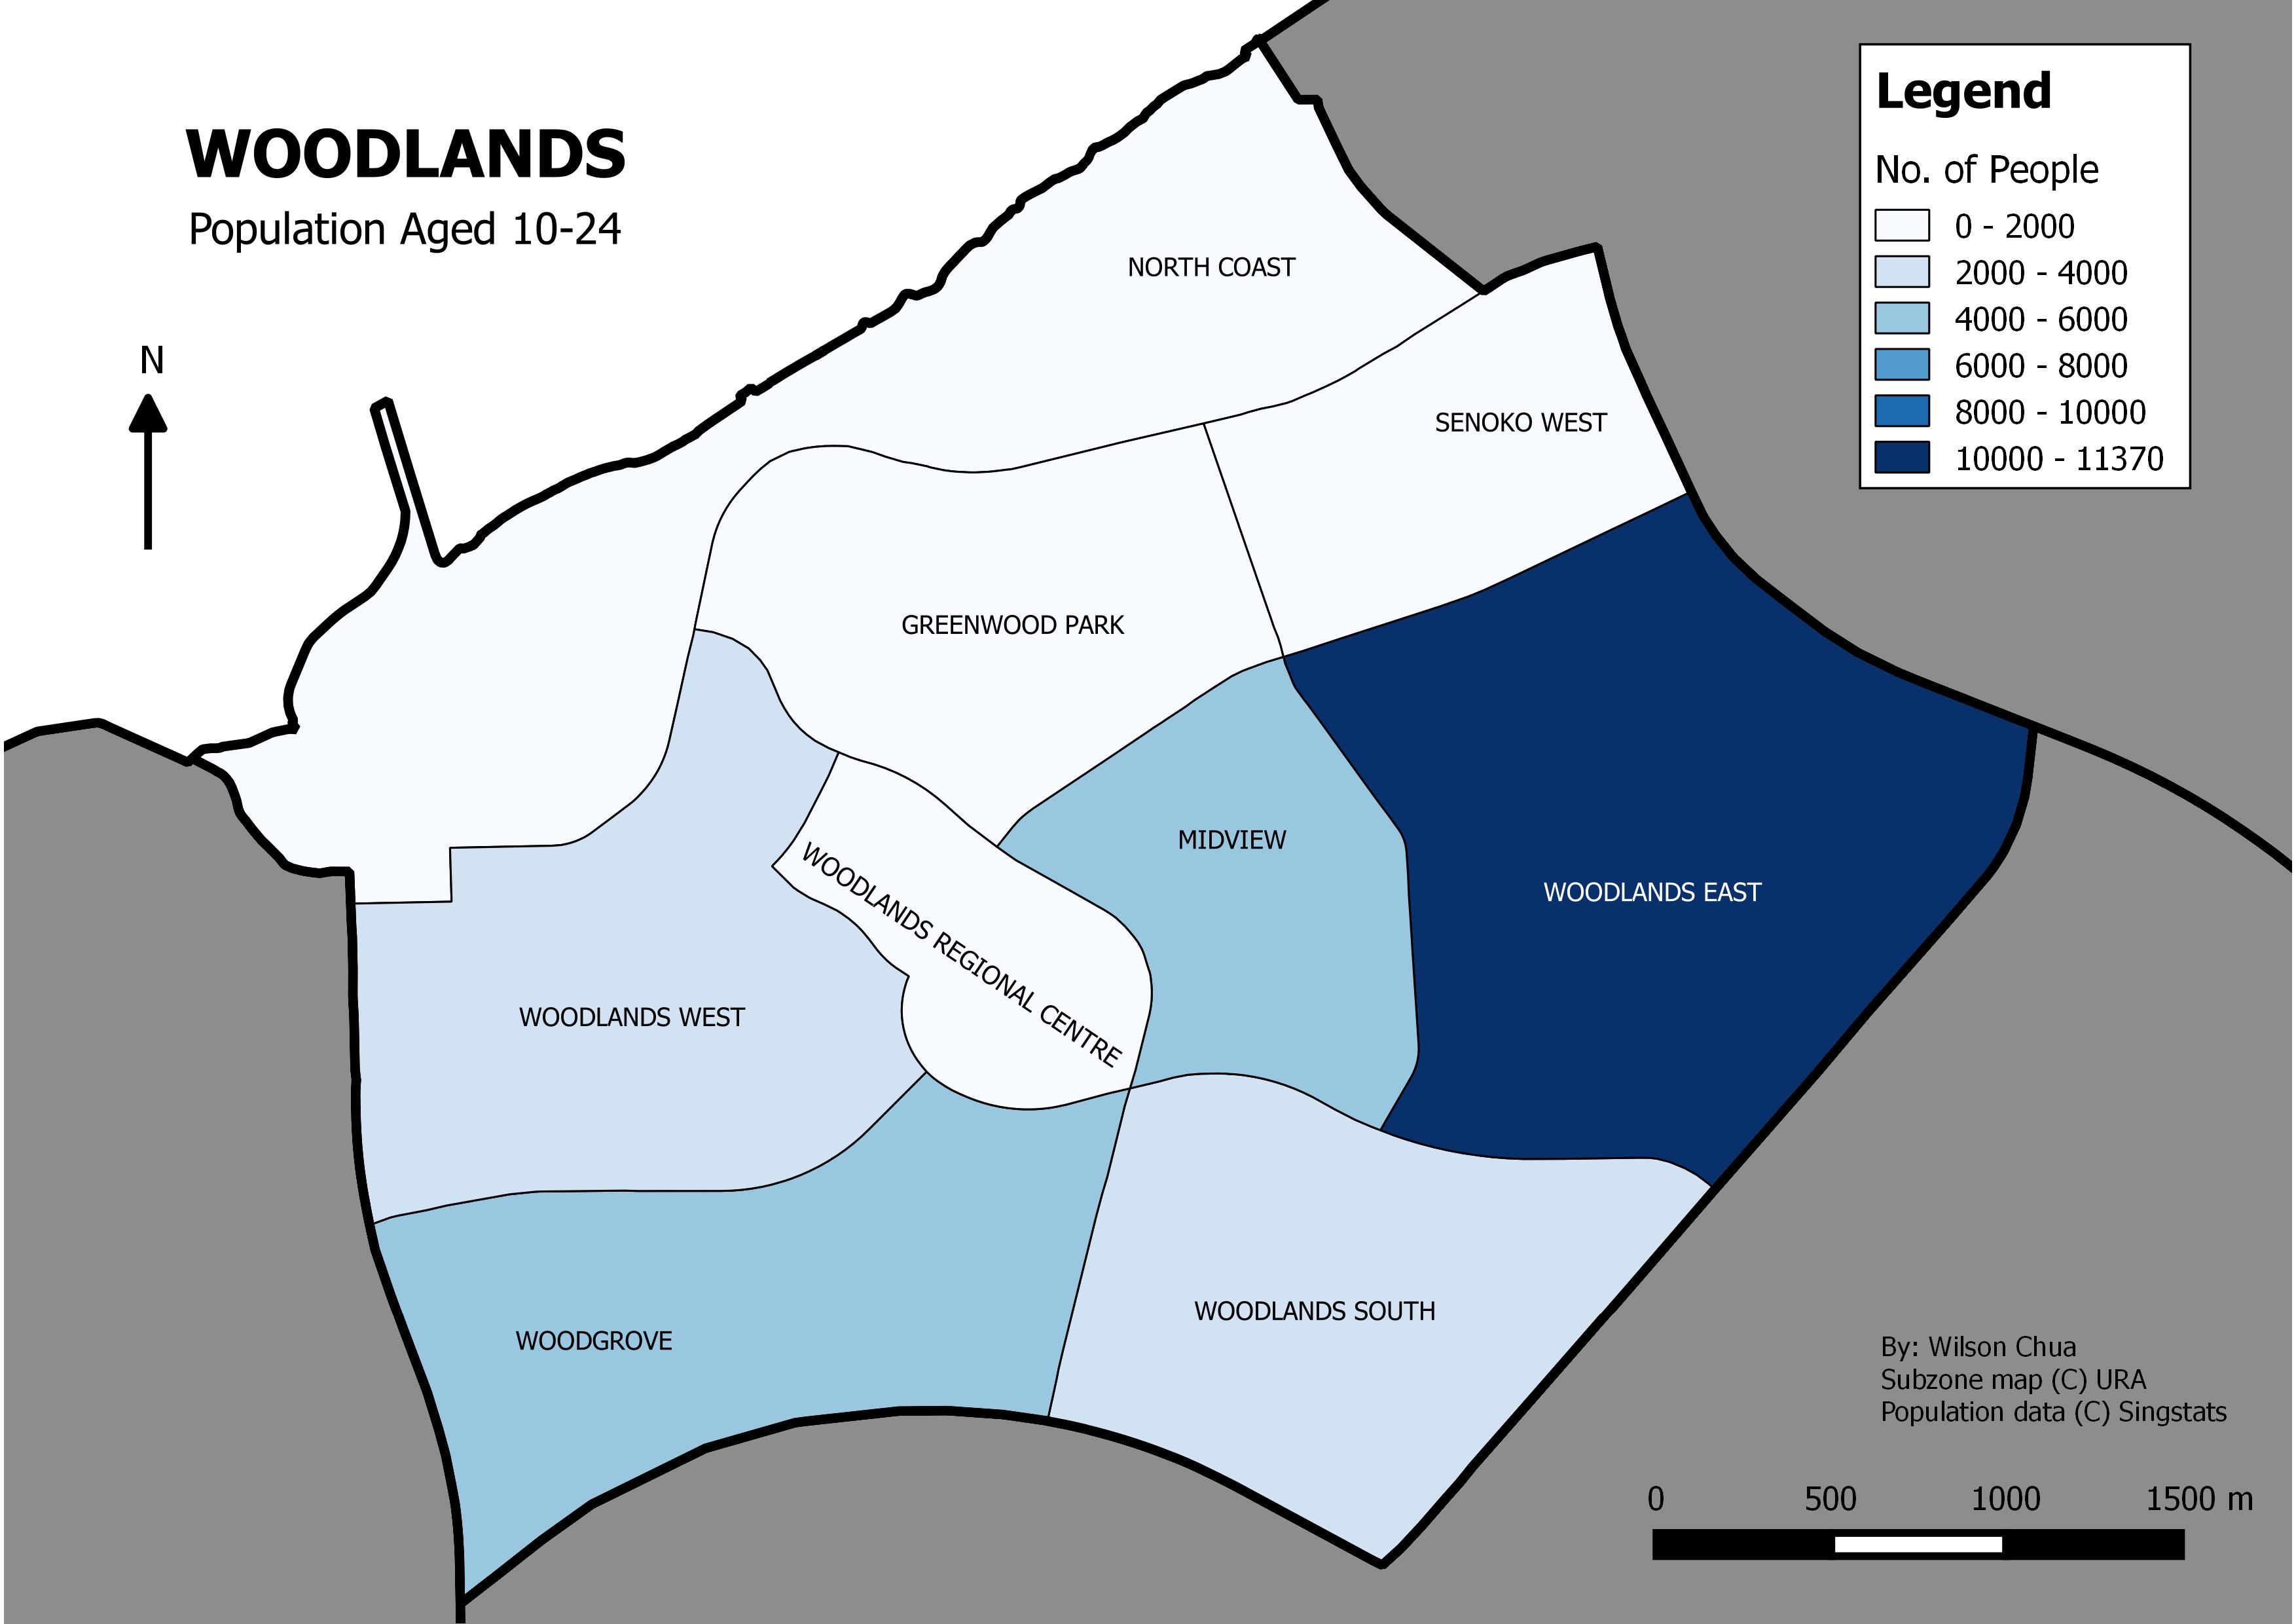 WOODLANDS
Population Aged 10-24
N
Legend
No. of People
0 - 2000
2000 - 4000
4000 - 6000
6000 - 8000
8000 - 10000
10000 - 11370
NORTH COAST
SENOKO WEST
GREENWOOD PARK
MIDVIEW
WOODLANDS EAST
WOODLANDS REGIONAL CENTRE
WOODLANDS WEST
WOODLANDS SOUTH
WOODGROVE
By: Wilson Chua
Subzone map (C) URA
Population data (C) Singstats
0 500 1000 1500 m